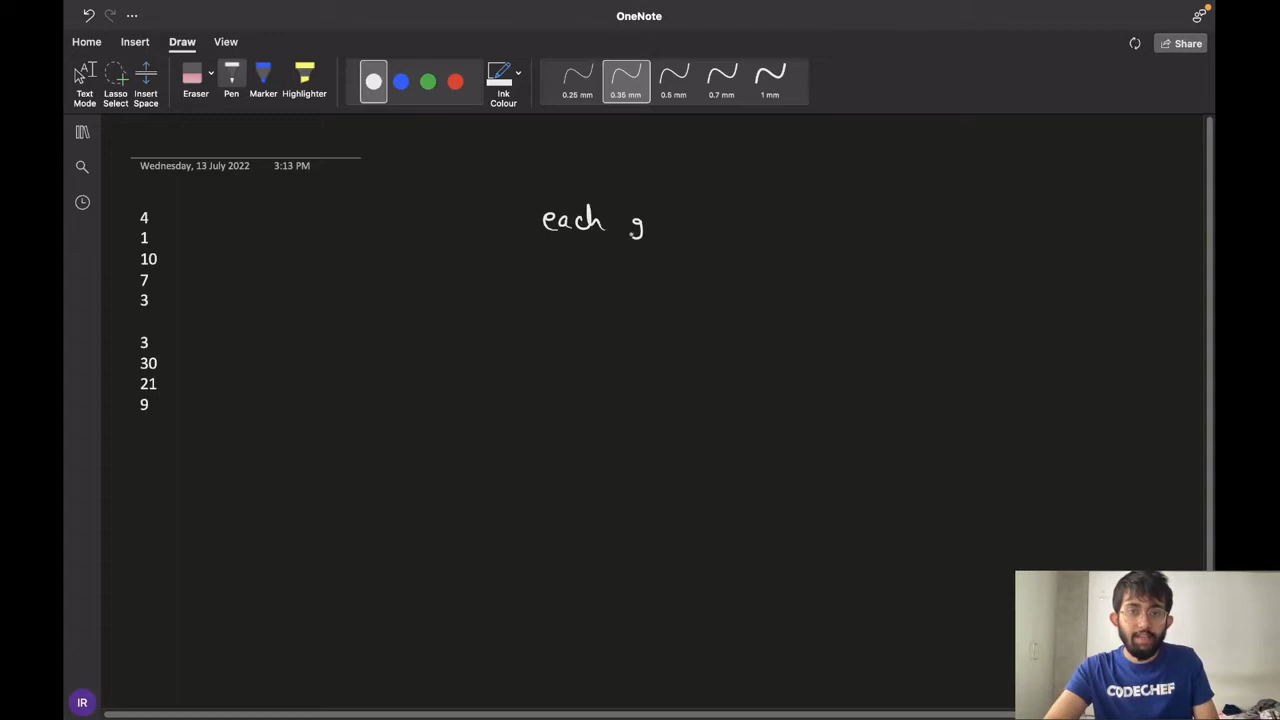 OneNote
Home Insert Draw View
Share
Text Mode
Lasso Select
Insert Space
Eraser
Pen
Marker
Highlighter
Ink Colour
0.25 mm
0.35 mm
0.5 mm
0.7 mm
1 mm
Wednesday, 13 July 2022 3:13 PM
4
1
10
7
3
3
30
21
9
each g
IR
CODECHEF